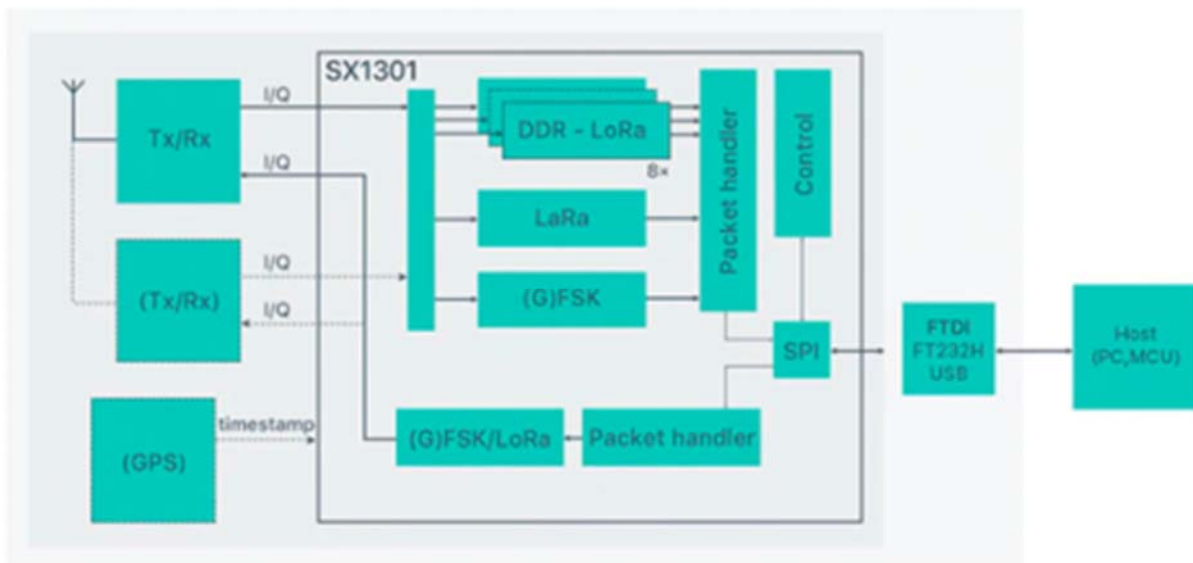 SX1301
I/Q
Tx/Rx
DDR - LoRa
8×
I/Q
Packet handler
Control
LaRa
I/Q
(Tx/Rx)
(G)FSK
I/Q
SPI
FTDI
FT232H
USB
Host
(PC,MCU)
timestamp
(GPS)
(G)FSK/LoRa
Packet handler